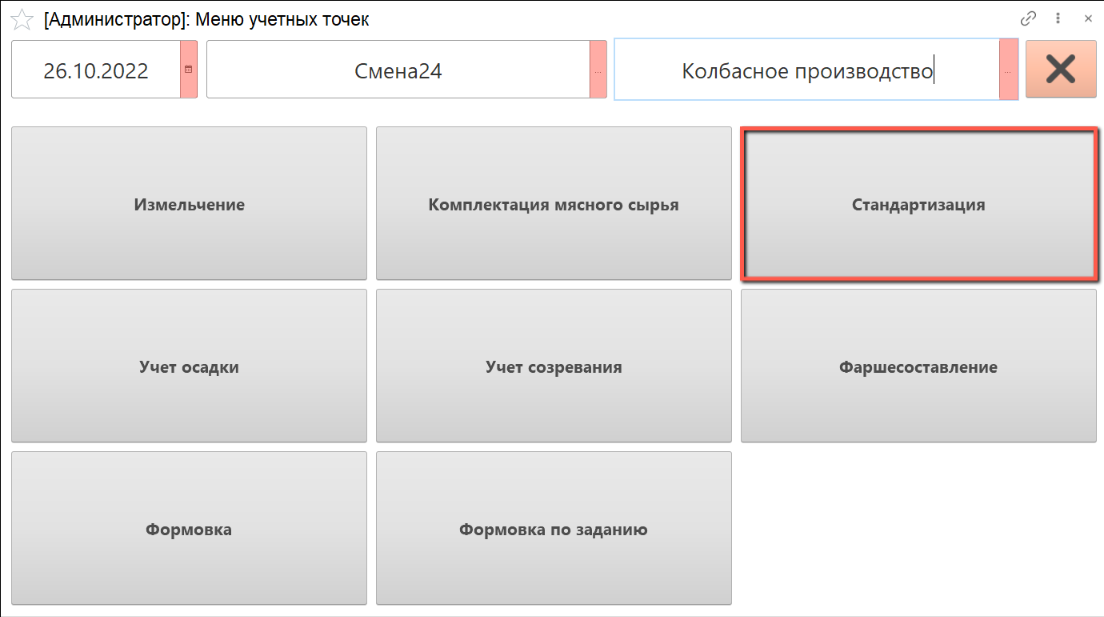 [Администратор]: Меню учетных точек
26.10.2022
Смена24
...
Колбасное производство
...
Измельчение
Комплектация мясного сырья
Стандартизация
Учет осадки
Учет созревания
Фаршесоставление
Формовка
Формовка по заданию